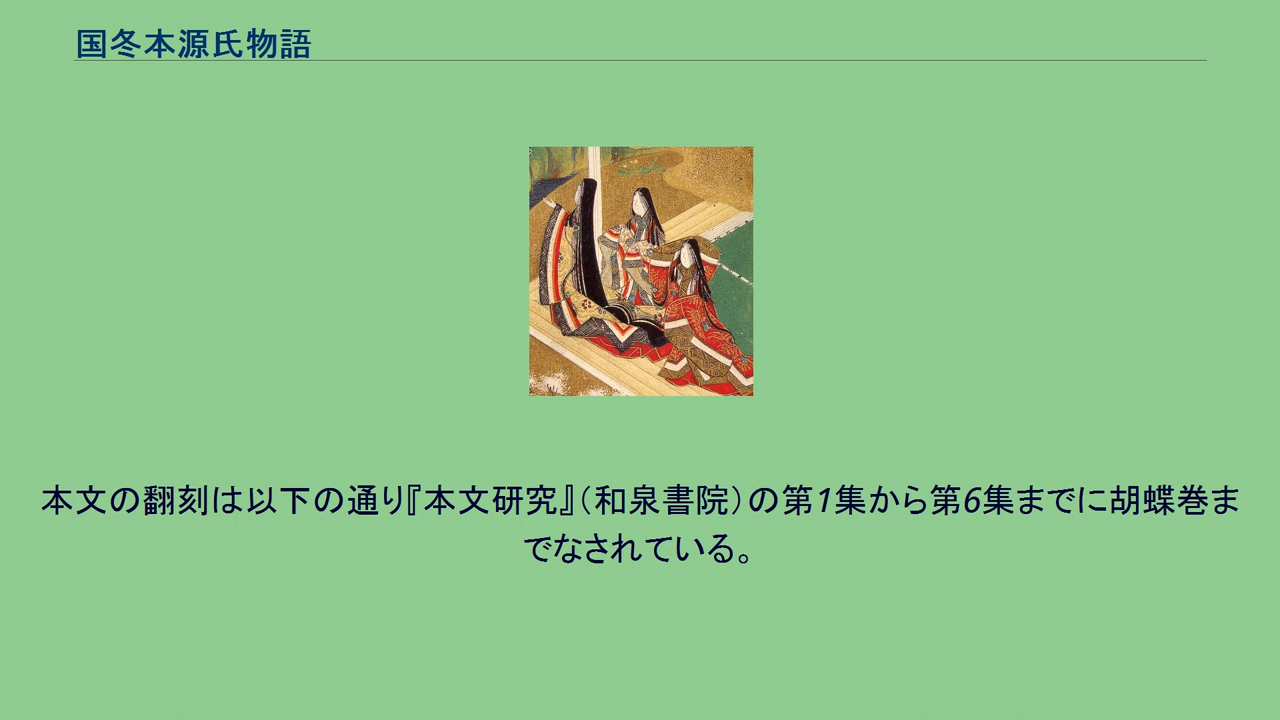 国冬本源氏物語
本文の翻刻は以下の通り『本文研究』（和泉書院）の第1集から第6集までに胡蝶巻ま
でなされている。